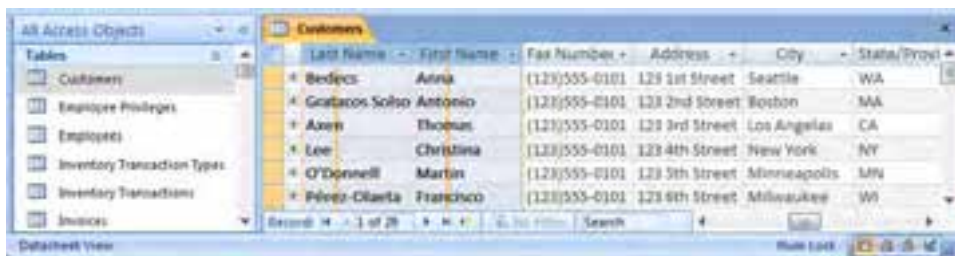 All Access Objects
Customers
Tables
Last Name First Name Fax Number Address City State/Provi
Customers
Bedecs Anna (123)555-0101 123 1st Street Seattle WA
Employee Privileges
Gratacos Solso Antonio (123)555-0101 123 2nd Street Boston MA
Employees
Axen Thomas (123)555-0101 123 3rd Street Los Angelas CA
Inventory Transaction Types
Lee Christina (123)555-0101 123 4th Street New York NY
Inventory Transactions
O'Donnell Martin (123)555-0101 123 5th Street Minneapolis MN
Invoices
Pérez-Olaeta Francisco (123)555-0101 123 6th Street Milwaukee WI
Record: 1 of 29 No Filter Search
Datasheet View Num Lock